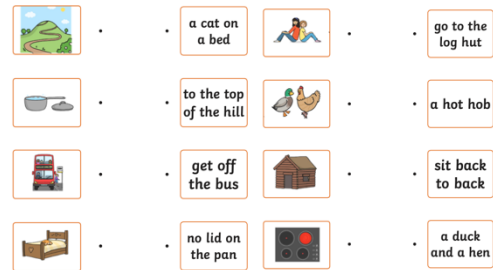 a cat on
a bed
to the top
of the hill
get off
the bus
no lid on
the pan
go to the
log hut
a hot hob
sit back
to back
a duck
and a hen